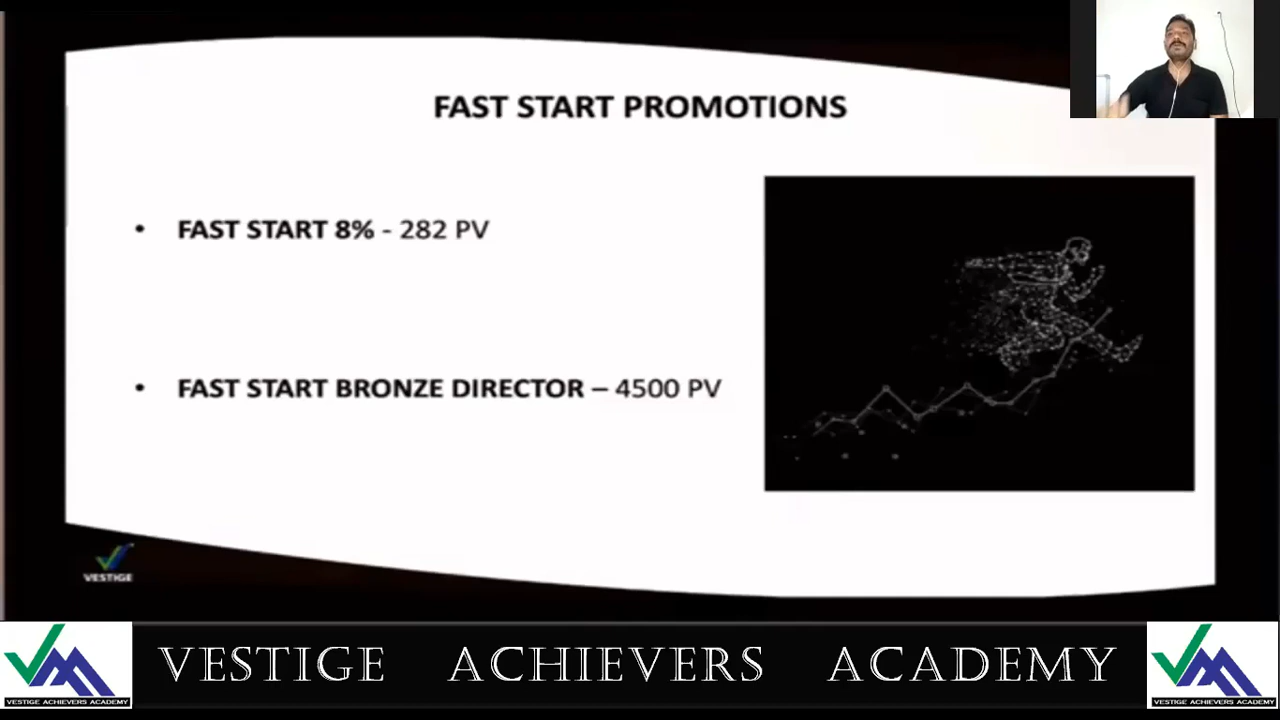 FAST START PROMOTIONS
• FAST START 8% - 282 PV
• FAST START BRONZE DIRECTOR – 4500 PV
VESTIGE
VESTIGE ACHIEVERS ACADEMY
VESTIGE ACHIEVERS ACADEMY
VESTIGE ACHIEVERS ACADEMY